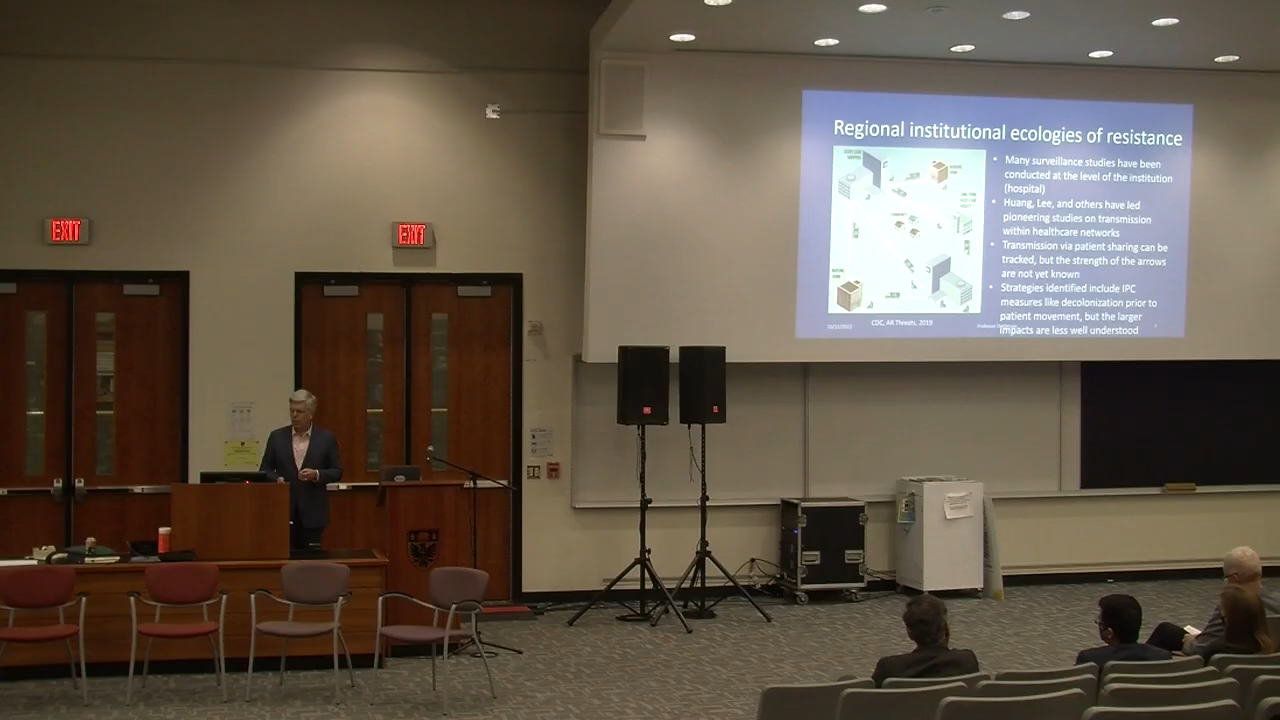 Regional institutional ecologies of resistance
• Many surveillance studies have been
conducted at the level of the institution
(hospital)
• Huang, Lee, and others have led
pioneering studies on transmission
within healthcare networks
• Transmission via patient sharing can be
tracked, but the strength of the arrows
are not yet known
• Strategies identified include IPC
measures like decolonization prior to
patient movement, but the larger
impacts are less well understood
CDC, AR Threats, 2019
EXIT
EXIT